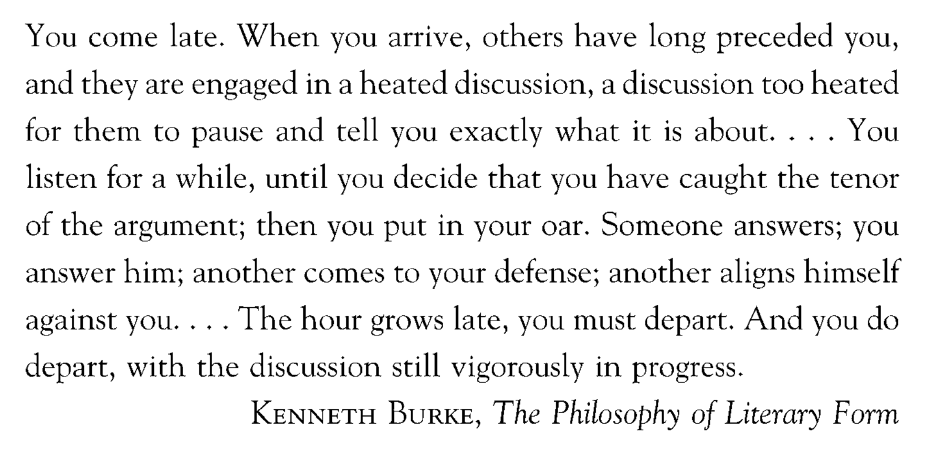 You come late. When you arrive, others have long preceded you,
and they are engaged in a heated discussion, a discussion too heated
for them to pause and tell you exactly what it is about. . . . You
listen for a while, until you decide that you have caught the tenor
of the argument; then you put in your oar. Someone answers; you
answer him; another comes to your defense; another aligns himself
against you. . . . The hour grows late, you must depart. And you do
depart, with the discussion still vigorously in progress.
KENNETH BURKE, The Philosophy of Literary Form